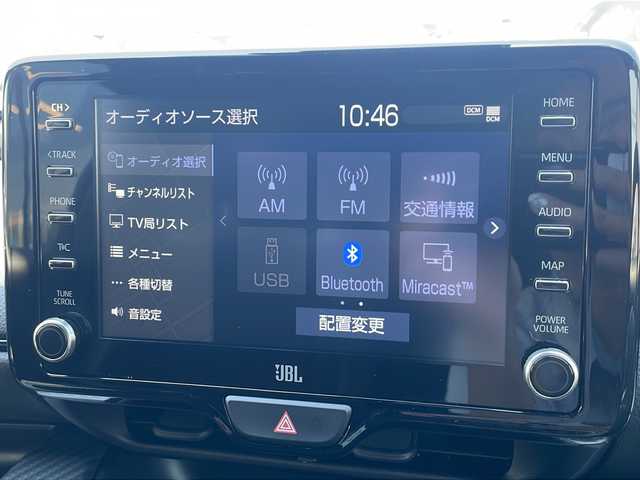 CH>
<TRACK
PHONE
TUNE
SCROLL
オーディオソース選択
10:46
DCM
DCM
オーディオ選択
チャンネルリスト
TV局リスト
メニュー
各種切替
音設定
AM
FM
交通情報
USB
Bluetooth
Miracast™
配置変更
HOME
MENU
AUDIO
MAP
POWER
VOLUME
JBL